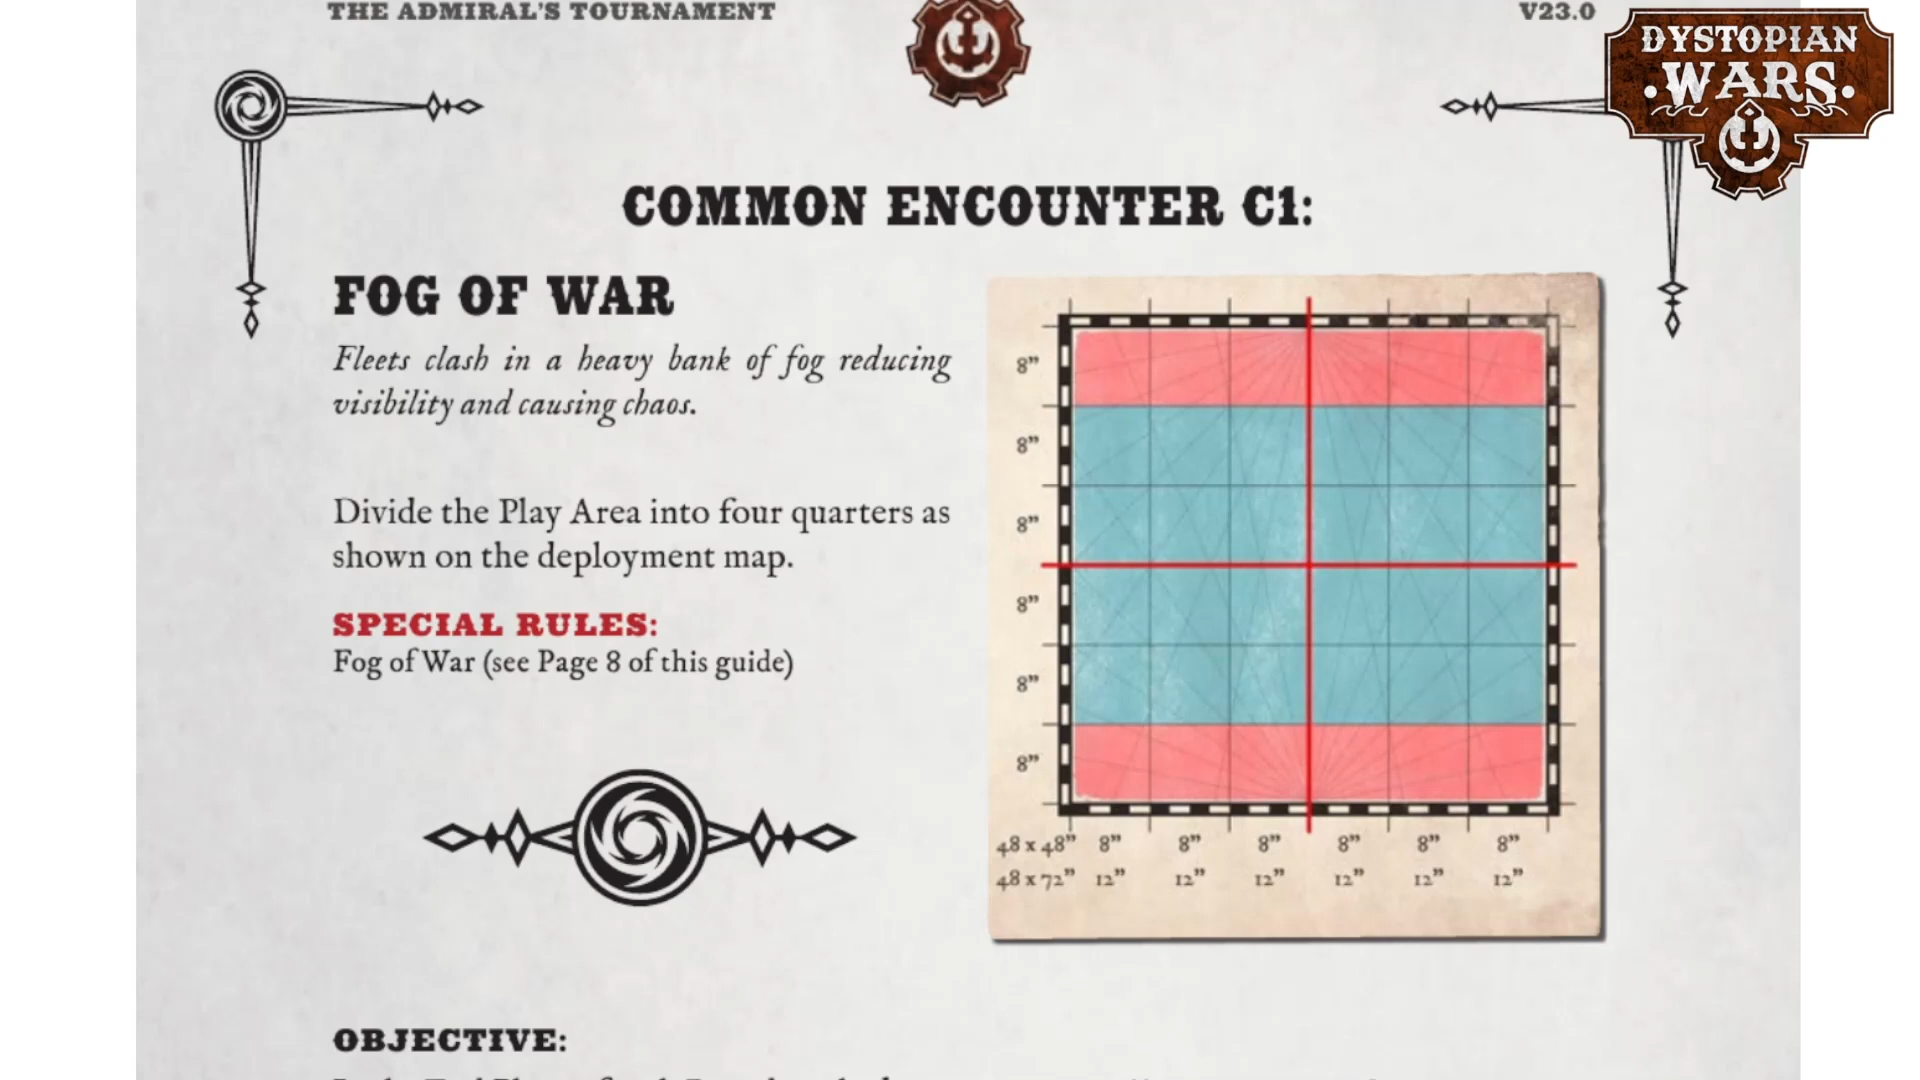 THE ADMIRAL'S TOURNAMENT
V23.0
DYSTOPIAN
WARS
COMMON ENCOUNTER C1:
FOG OF WAR
Fleets clash in a heavy bank of fog reducing
visibility and causing chaos.
Divide the Play Area into four quarters as
shown on the deployment map.
SPECIAL RULES:
Fog of War (see Page 8 of this guide)
8”
8”
8”
8”
8”
8”
48 x 48” 8” 8” 8” 8” 8” 8”
48 x 72” 12” 12” 12” 12” 12” 12”
OBJECTIVE: